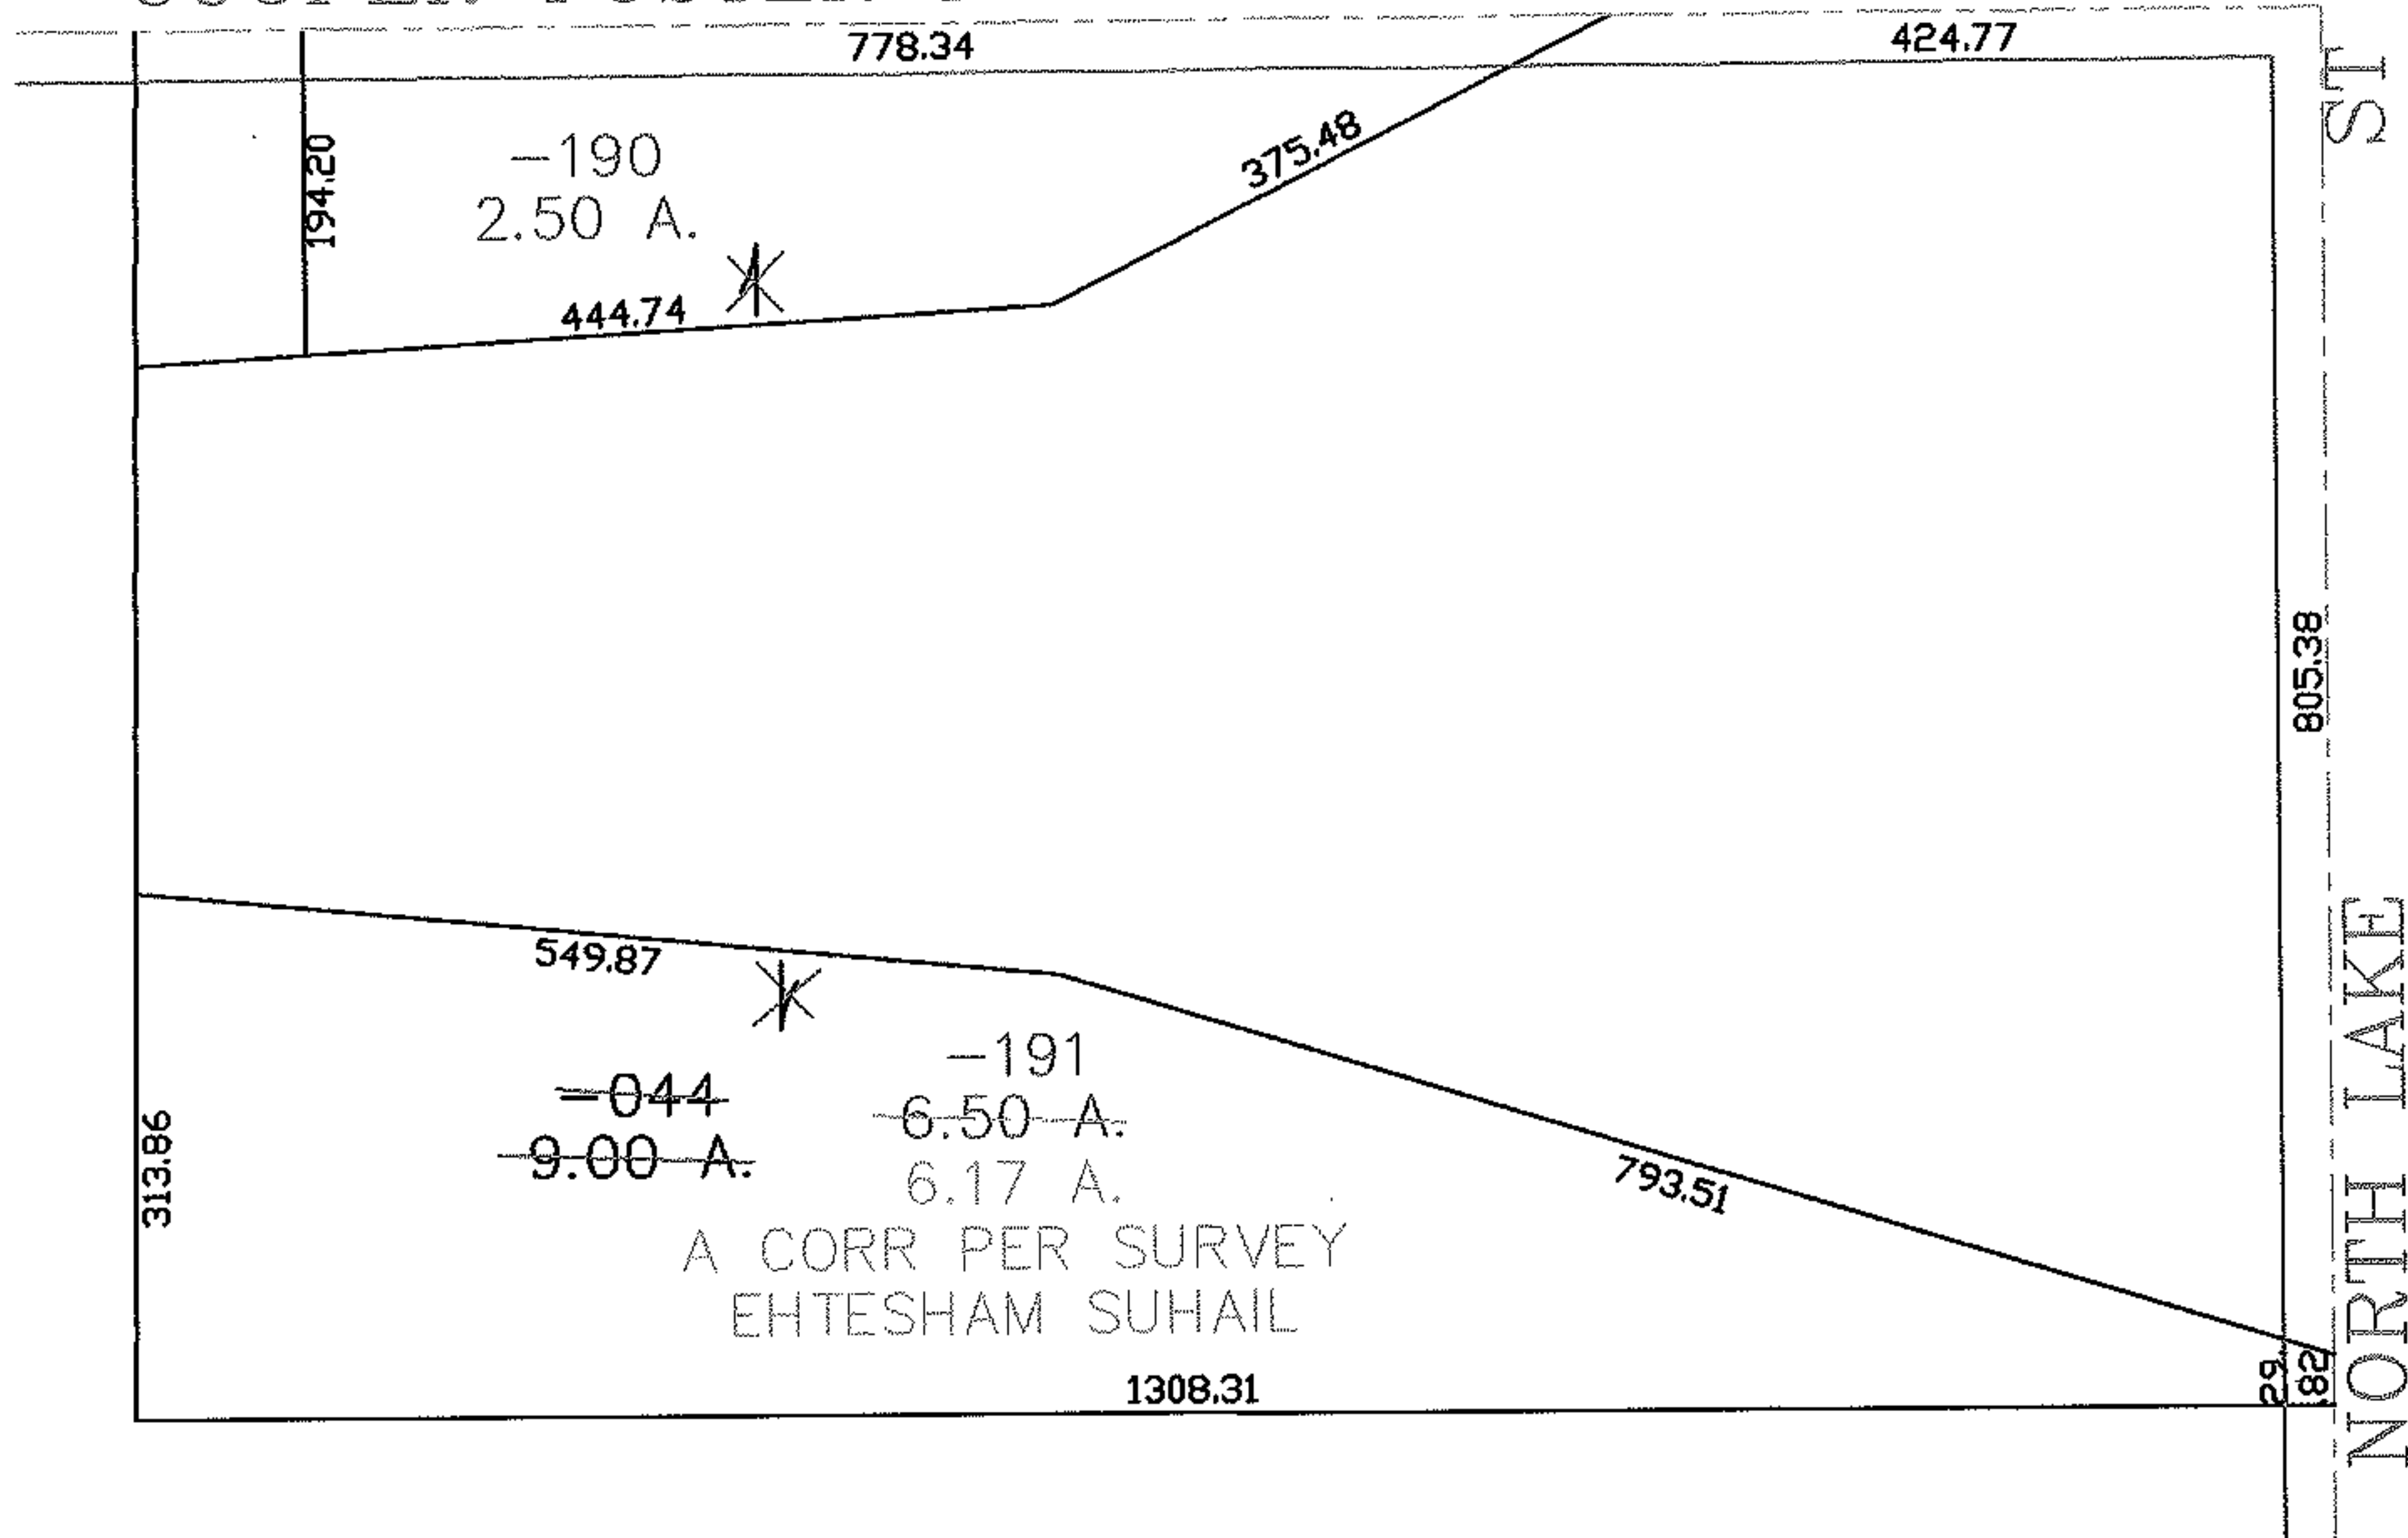 778.34
424.77
ST
194.20
-190
2.50 A.
375.48
444.74
805.38
549.87
-191
-044
6.50 A.
9.00 A.
6.17 A.
313.86
793.51
A CORR PER SURVEY
EHTESHAM SUHAIL
1308.31
29.82
NORTH LAKE